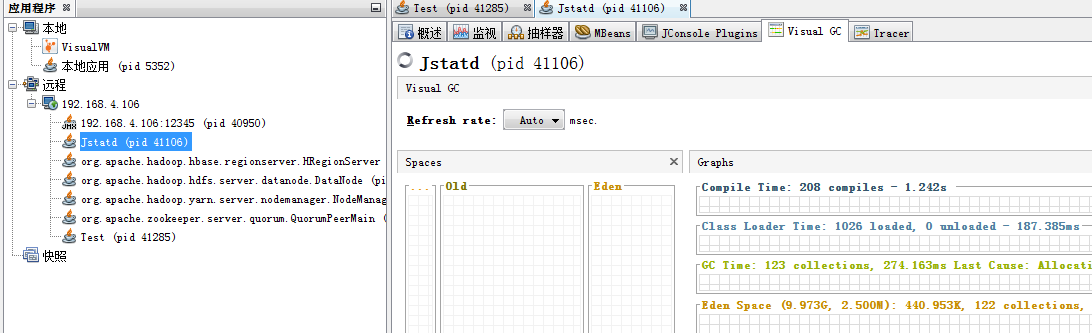 应用程序
本地
VisualVM
本地应用 (pid 5352)
远程
192.168.4.106
192.168.4.106:12345 (pid 40950)
Jstatd (pid 41106)
org.apache.hadoop.hbase.regionserver.HRegionServer
org.apache.hadoop.hdfs.server.datanode.DataNode (pi
org.apache.hadoop.yarn.server.nodemanager.NodeManag
org.apache.zookeeper.server.quorum.QuorumPeerMain (
Test (pid 41285)
快照
Test (pid 41285) Jstatd (pid 41106)
概述 监视 抽样器 MBeans JConsole Plugins Visual GC Tracer
Jstatd (pid 41106)
Visual GC
Refresh rate: Auto msec.
Spaces
... Old Eden
Graphs
Compile Time: 208 compiles - 1.242s
Class Loader Time: 1026 loaded, 0 unloaded - 187.385ms
GC Time: 123 collections, 274.163ms Last Cause: Allocati
Eden Space (9.973G, 2.500M): 440.953K, 122 collections,